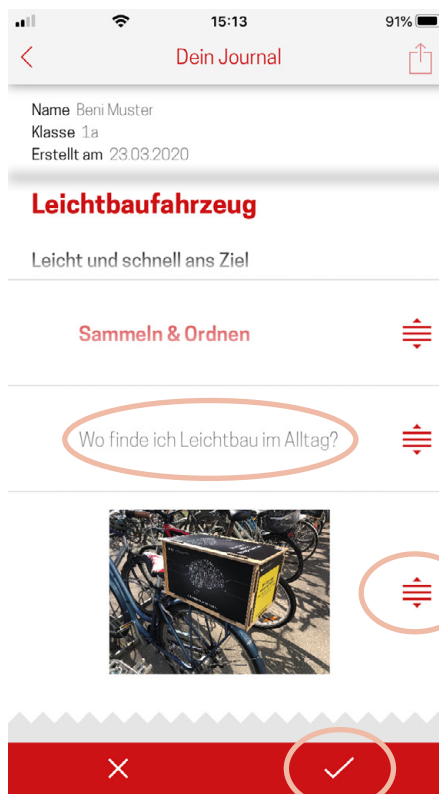 15:13
91%
Dein Journal
Name Beni Muster
Klasse 1a
Erstellt am 23.03.2020
Leichtbaufahrzeug
Leicht und schnell ans Ziel
Sammeln & Ordnen
Wo finde ich Leichtbau im Alltag?